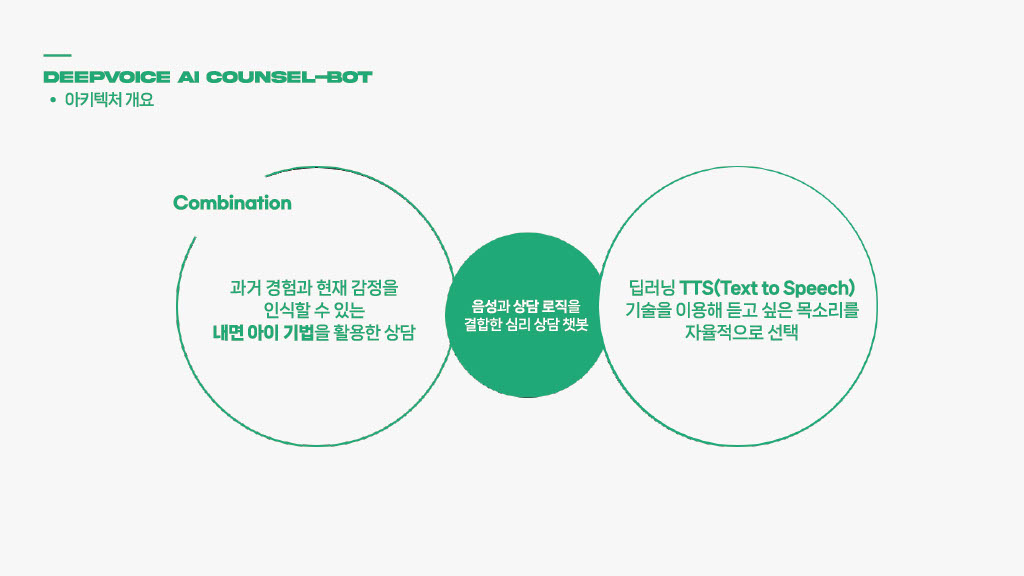 DEEPVOICE AI COUNSEL-BOT
• 아키텍처 개요
Combination
과거 경험과 현재 감정을
인식할 수 있는
내면 아이 기법을 활용한 상담
음성과 상담 로직을
결합한 심리 상담 챗봇
딥러닝 TTS(Text to Speech)
기술을 이용해 듣고 싶은 목소리를
자율적으로 선택